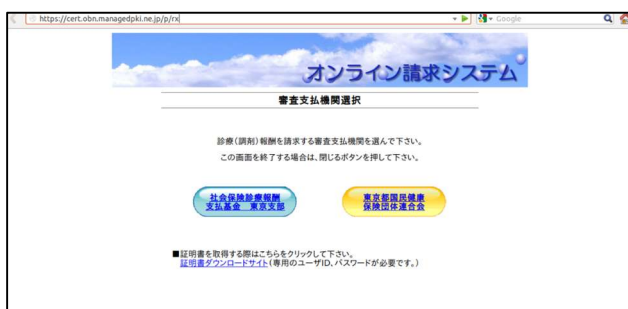 https://cert.obn.managedpki.ne.jp/p/rx
Google
オンライン請求システム
審査支払機関選択
診療(調剤)報酬を請求する審査支払機関を選んで下さい。
この画面を終了する場合は、閉じるボタンを押して下さい。
社会保険診療報酬
支払基金　東京支部
東京都国民健康
保険団体連合会
■証明書を取得する際はこちらをクリックして下さい。
証明書ダウンロードサイト(専用のユーザID、パスワードが必要です。)